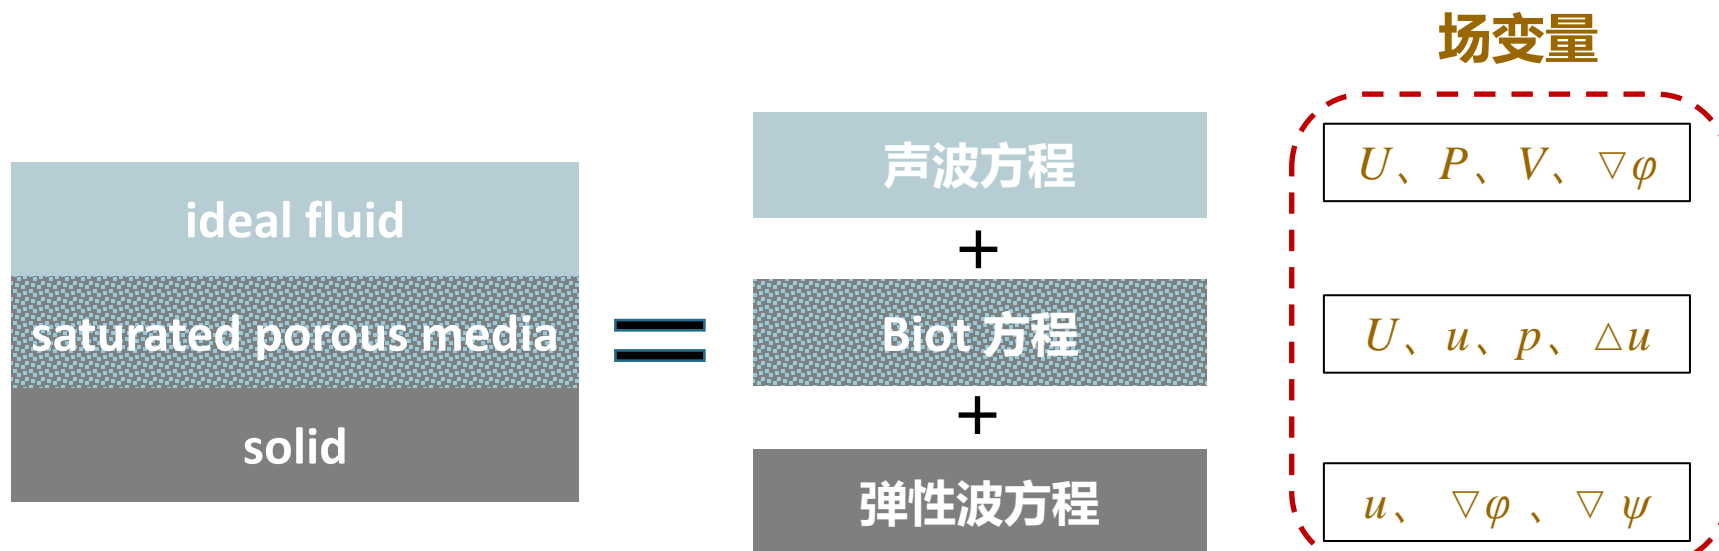 场变量
ideal fluid
saturated porous media
solid
=
声波方程
+
Biot 方程
+
弹性波方程
U、P、V、▽φ
U、u、p、△u
u、▽φ、▽ψ